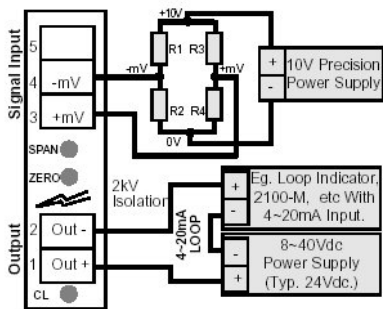 Signal Input
5
4
-mV
3
+mV
SPAN
ZERO
Output
2
Out -
1
Out +
CL
+10V
R1
R3
-mV
+mV
R2
R4
0V
+
-
10V Precision
Power Supply
2kV
Isolation
4~20mA
LOOP
+
-
Eg. Loop Indicator,
2100-M, etc With
4~20mA Input.
-
+
8~40Vdc
Power Supply
(Typ. 24Vdc.)